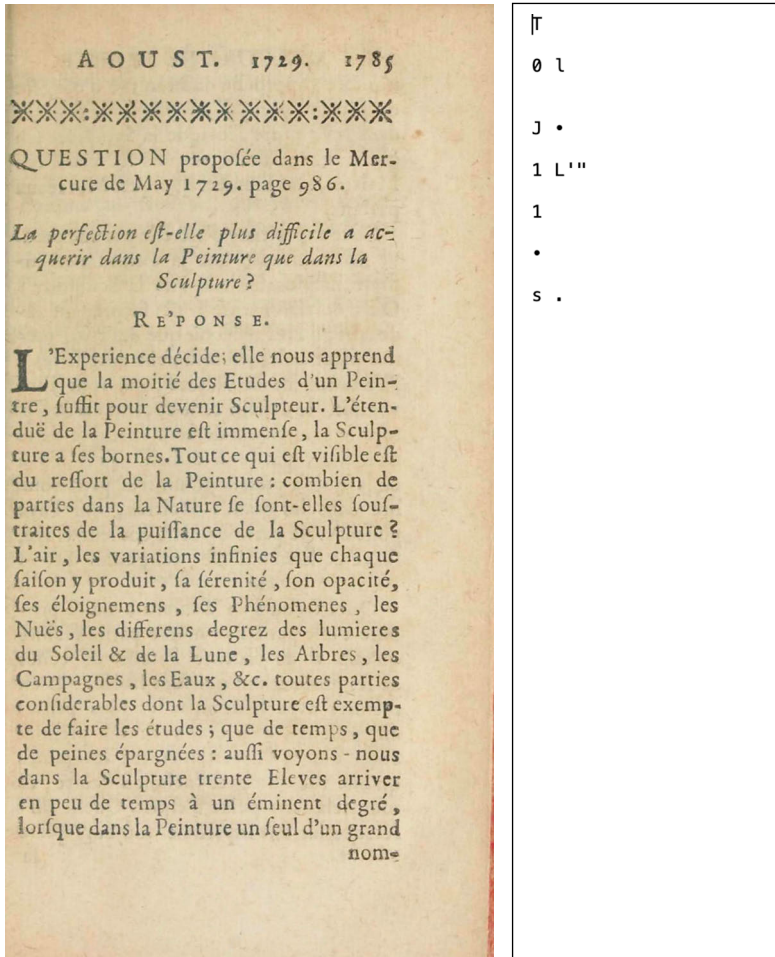 AOUST. 1729. 1785
QUESTION proposée dans le Mer-
cure de May 1729. page 986.
La perfection est-elle plus difficile a ac-
querir dans la Peinture que dans la
Sculpture ?
RE'PONSE.
L'Experience décide; elle nous apprend
que la moitié des Etudes d'un Pein-
tre, suffit pour devenir Sculpteur. L'éten-
duë de la Peinture est immense, la Sculp-
ture a ses bornes. Tout ce qui est visible est
du ressort de la Peinture : combien de
parties dans la Nature se sont-elles sous-
traites de la puissance de la Sculpture ?
L'air, les variations infinies que chaque
saison y produit, sa sérenité, son opacité,
ses éloignemens, ses Phénomenes, les
Nuës, les differens degrez des lumieres
du Soleil & de la Lune, les Arbres, les
Campagnes, les Eaux, &c. toutes parties
considerables dont la Sculpture est exemp-
te de faire les études ; que de temps, que
de peines épargnées : aussi voyons-nous
dans la Sculpture trente Eleves arriver
en peu de temps à un éminent degré,
lorsque dans la Peinture un seul d'un grand
nom-
T
0 l
J •
1 L'"
1
•
s .